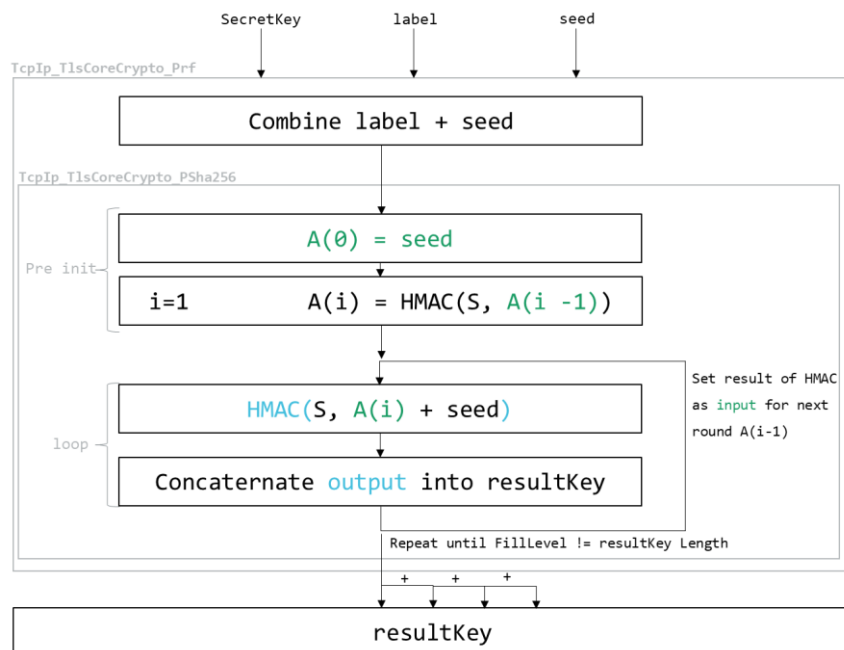 SecretKey label seed
TcpIp_TlsCoreCrypto_Prf
Combine label + seed
TcpIp_TlsCoreCrypto_PSha256
Pre init
A(0) = seed
i=1 A(i) = HMAC(S, A(i -1))
loop
HMAC(S, A(i) + seed)
Concaternate output into resultKey
Set result of HMAC
as input for next
round A(i-1)
Repeat until FillLevel != resultKey Length
+ + +
resultKey